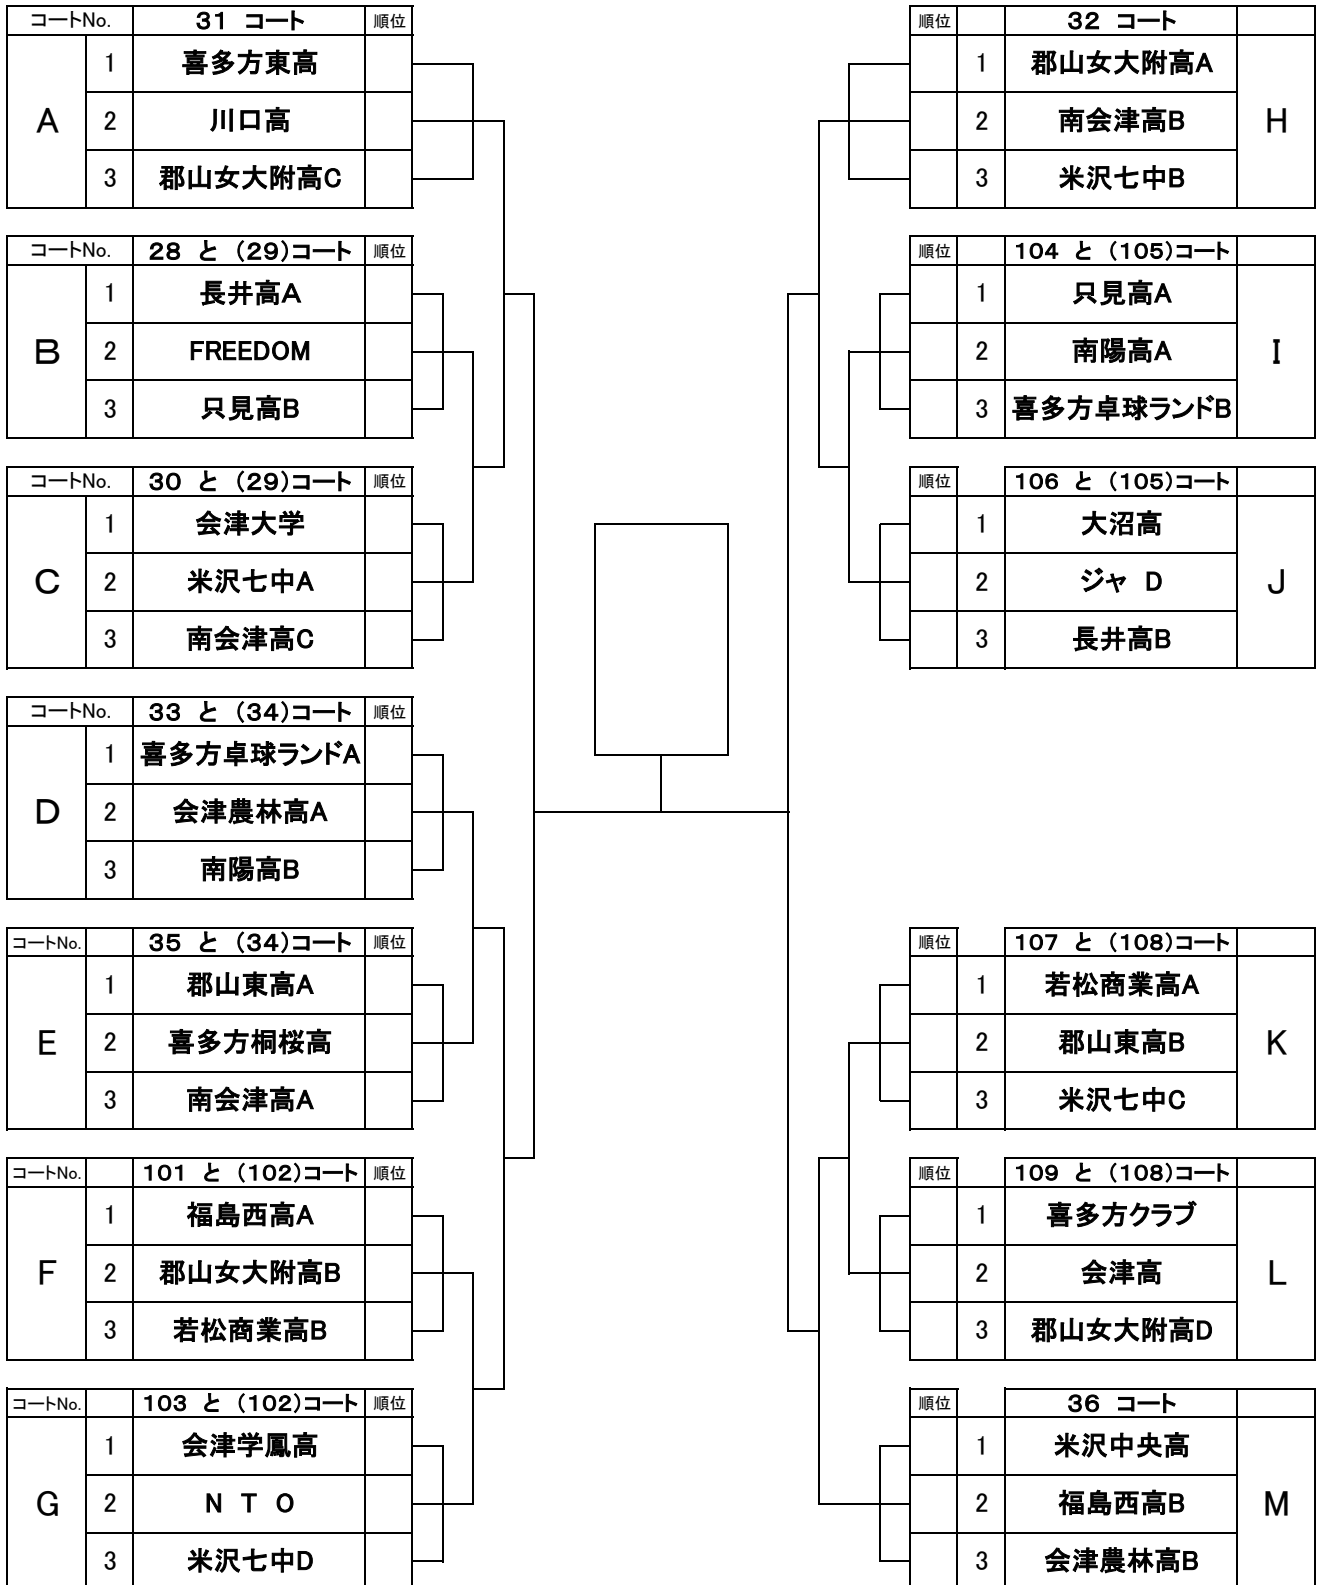 コートNo. 31 コート 順位
A
1 喜多方東高
2 川口高
3 郡山女大附高C
コートNo. 28 と (29)コート 順位
B
1 長井高A
2 FREEDOM
3 只見高B
コートNo. 30 と (29)コート 順位
C
1 会津大学
2 米沢七中A
3 南会津高C
コートNo. 33 と (34)コート 順位
D
1 喜多方卓球ランドA
2 会津農林高A
3 南陽高B
コートNo. 35 と (34)コート 順位
E
1 郡山東高A
2 喜多方桐桜高
3 南会津高A
コートNo. 101 と (102)コート 順位
F
1 福島西高A
2 郡山女大附高B
3 若松商業高B
コートNo. 103 と (102)コート 順位
G
1 会津学鳳高
2 N T O
3 米沢七中D
順位 32 コート
1 郡山女大附高A
2 南会津高B
3 米沢七中B
H
順位 104 と (105)コート
1 只見高A
2 南陽高A
3 喜多方卓球ランドB
I
順位 106 と (105)コート
1 大沼高
2 ジャ D
3 長井高B
J
順位 107 と (108)コート
1 若松商業高A
2 郡山東高B
3 米沢七中C
K
順位 109 と (108)コート
1 喜多方クラブ
2 会津高
3 郡山女大附高D
L
順位 36 コート
1 米沢中央高
2 福島西高B
3 会津農林高B
M